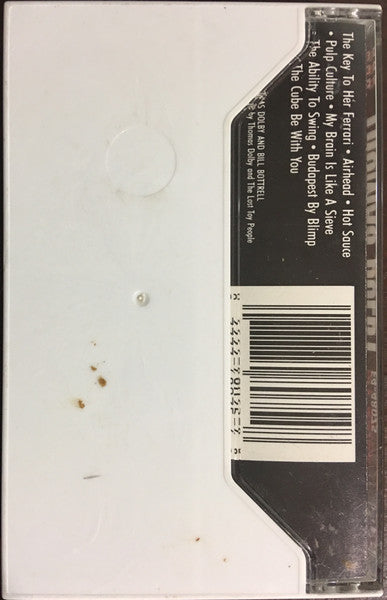 The Key To Her Ferrari • Airhead • Hot Sauce
• Pulp Culture • My Brain Is Like A Sieve
• The Ability To Swing • Budapest By Blimp
The Cube Be With You
DOLBY AND BILL BOTTRELL
by Thomas Dolby and The Lost Toy People